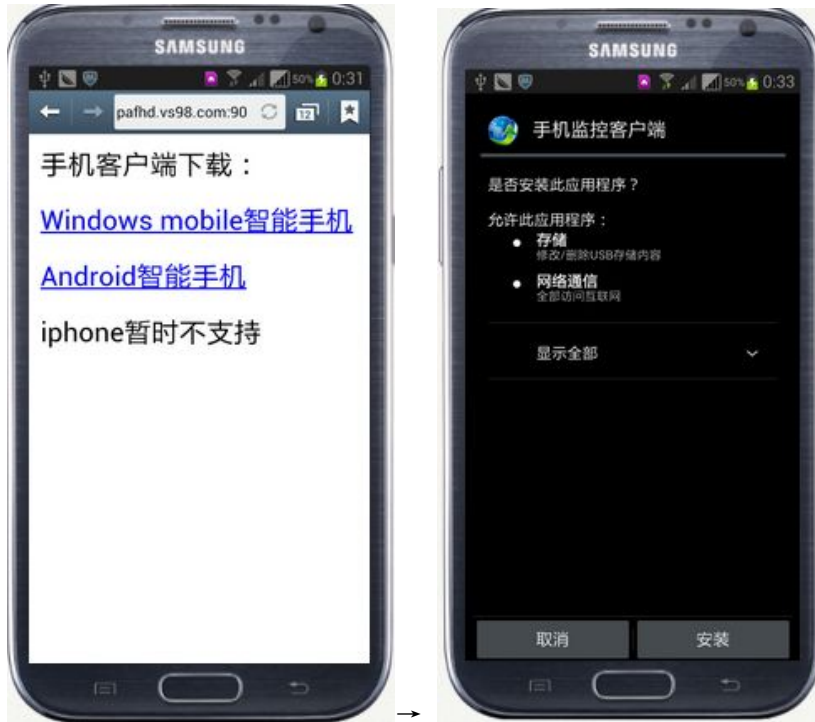 SAMSUNG
50% 0:31
pafhd.vs98.com:90
12
手机客户端下载：
Windows mobile智能手机
Android智能手机
iphone暂时不支持
→
SAMSUNG
50% 0:33
手机监控客户端
是否安装此应用程序？
允许此应用程序：
存储
修改/删除USB存储内容
网络通信
全部访问互联网
显示全部
取消
安装